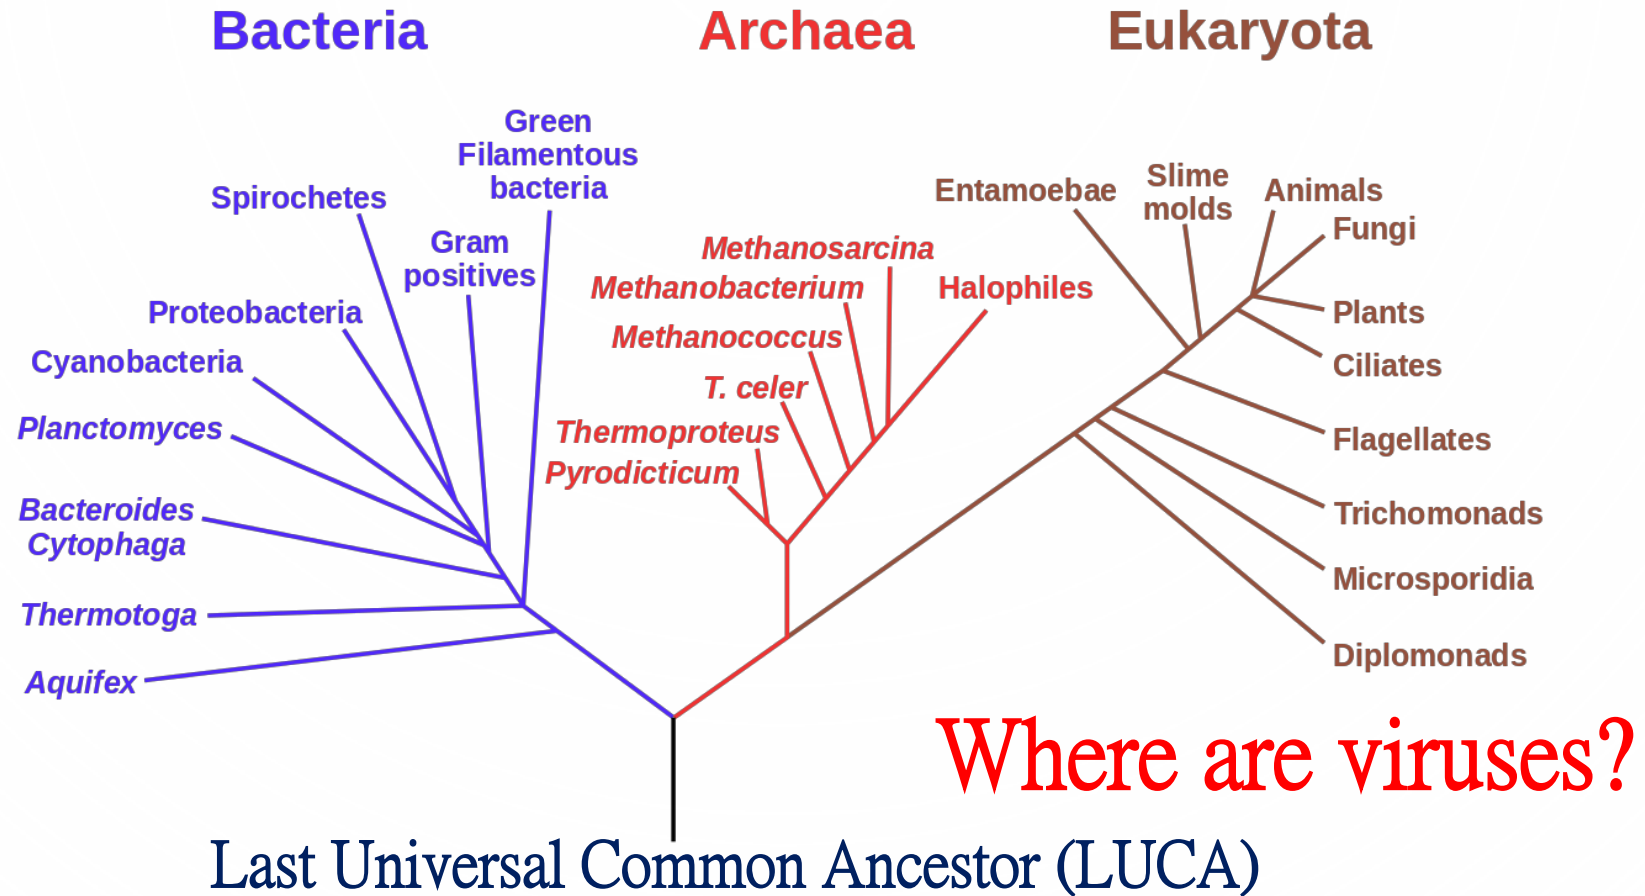 Bacteria
Archaea
Eukaryota
Green
Filamentous
bacteria
Spirochetes
Gram
positives
Proteobacteria
Cyanobacteria
Planctomyces
Bacteroides
Cytophaga
Thermotoga
Aquifex
Methanosarcina
Methanobacterium
Halophiles
Methanococcus
T. celer
Thermoproteus
Pyrodicticum
Entamoebae
Slime
molds
Animals
Fungi
Plants
Ciliates
Flagellates
Trichomonads
Microsporidia
Diplomonads
Where are viruses?
Last Universal Common Ancestor (LUCA)